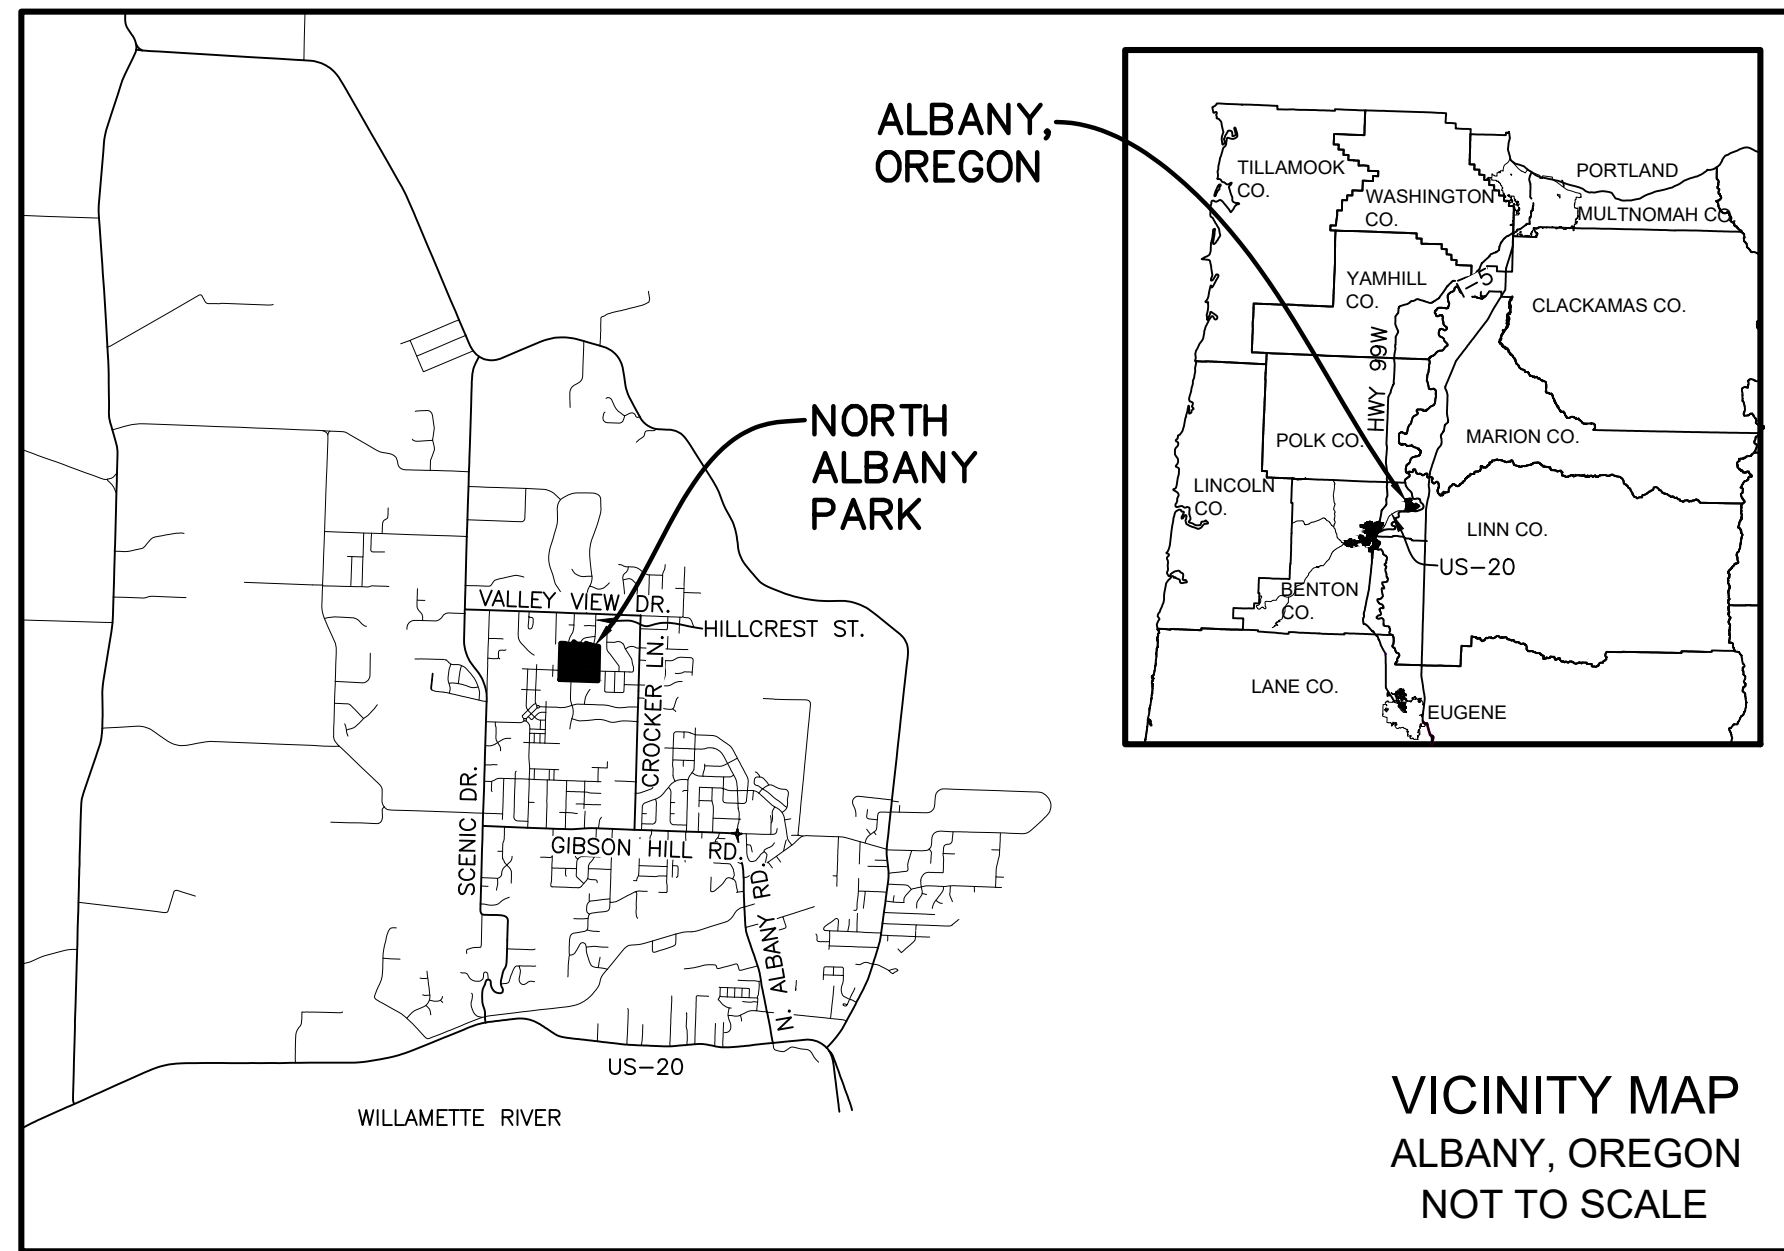 ALBANY,
OREGON
TILLAMOOK
CO.
PORTLAND
WASHINGTON
CO.
MULTNOMAH CO.
YAMHILL
CO.
I-5
CLACKAMAS CO.
HWY 99W
POLK CO.
MARION CO.
LINCOLN
CO.
LINN CO.
US-20
BENTON
CO.
LANE CO.
EUGENE
NORTH
ALBANY
PARK
VALLEY VIEW DR.
HILLCREST ST.
CROCKER LN.
SCENIC DR.
GIBSON HILL RD.
N. ALBANY RD.
US-20
WILLAMETTE RIVER
VICINITY MAP
ALBANY, OREGON
NOT TO SCALE